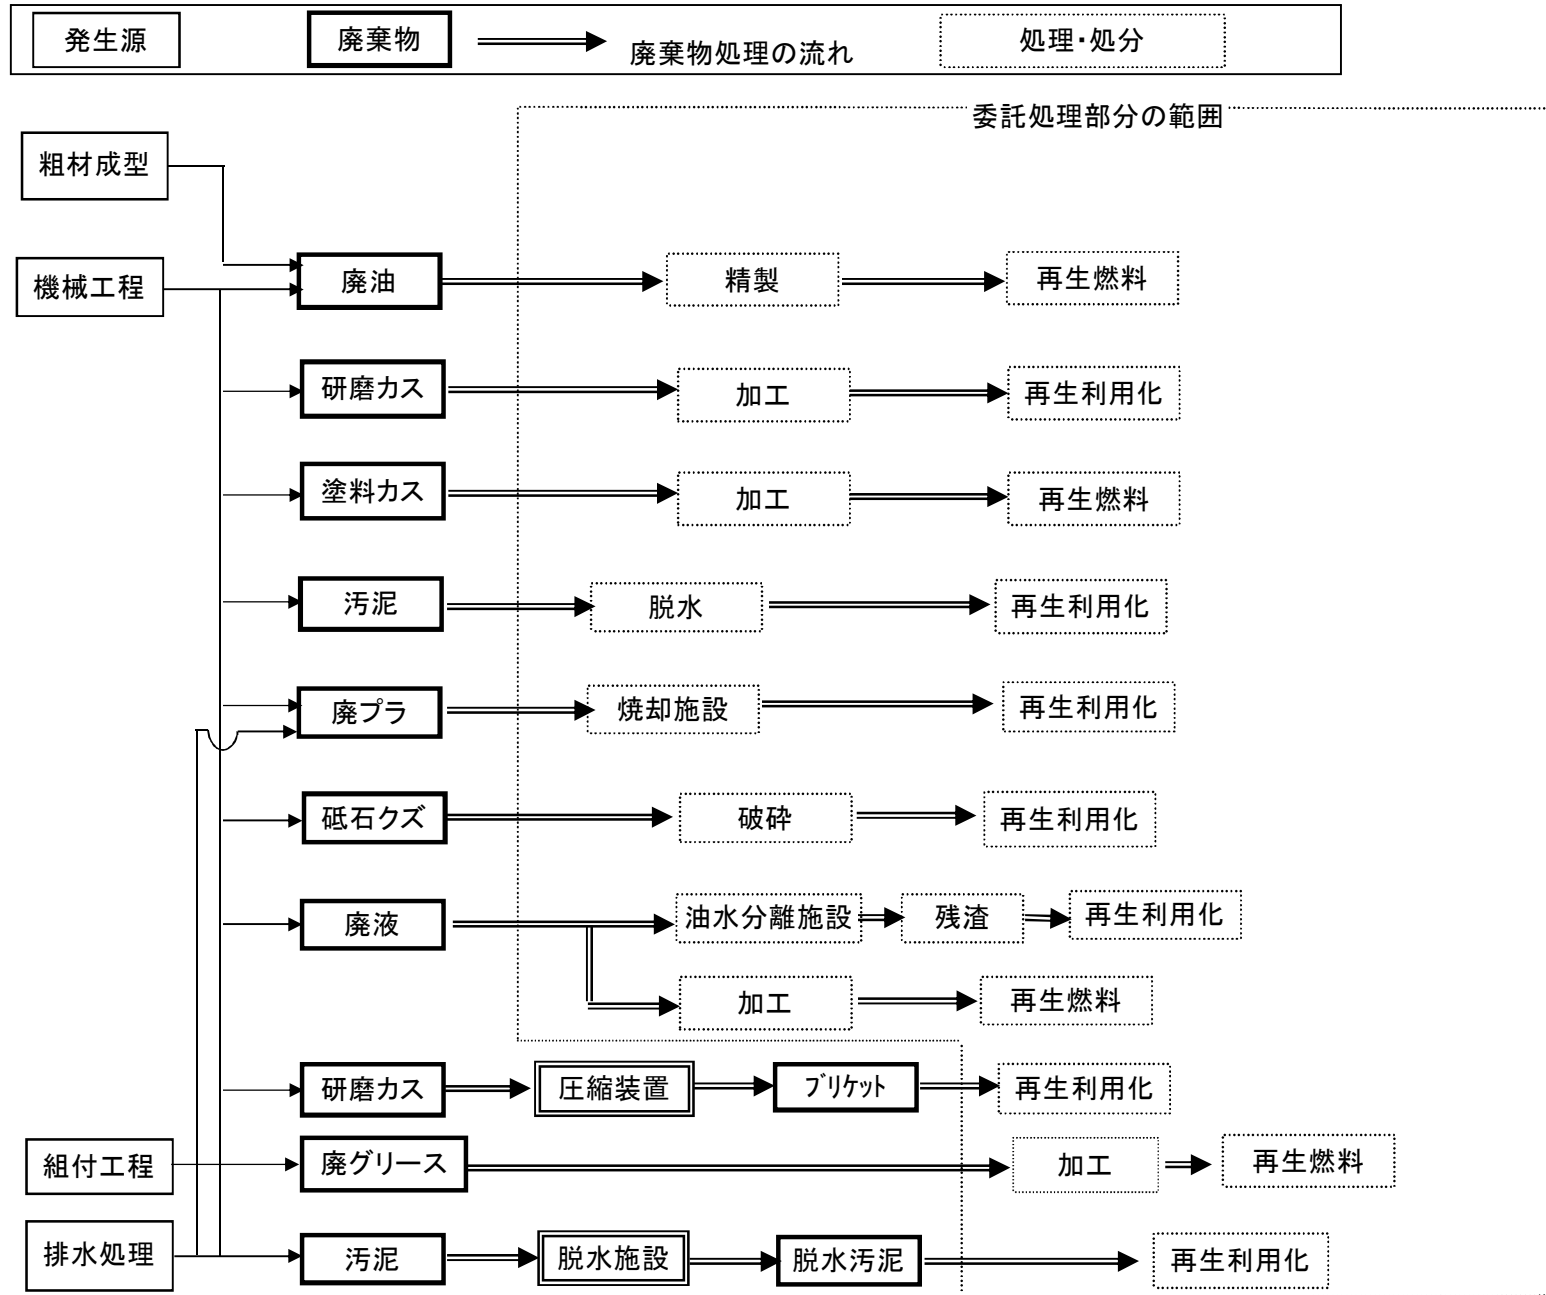 発生源
廃棄物
廃棄物処理の流れ
処理・処分
委託処理部分の範囲
粗材成型
機械工程
廃油
精製
再生燃料
研磨カス
加工
再生利用化
塗料カス
加工
再生燃料
汚泥
脱水
再生利用化
廃プラ
焼却施設
再生利用化
砥石クズ
破砕
再生利用化
廃液
油水分離施設
残渣
再生利用化
加工
再生燃料
研磨カス
圧縮装置
ブリケット
再生利用化
組付工程
廃グリース
加工
再生燃料
排水処理
汚泥
脱水施設
脱水汚泥
再生利用化